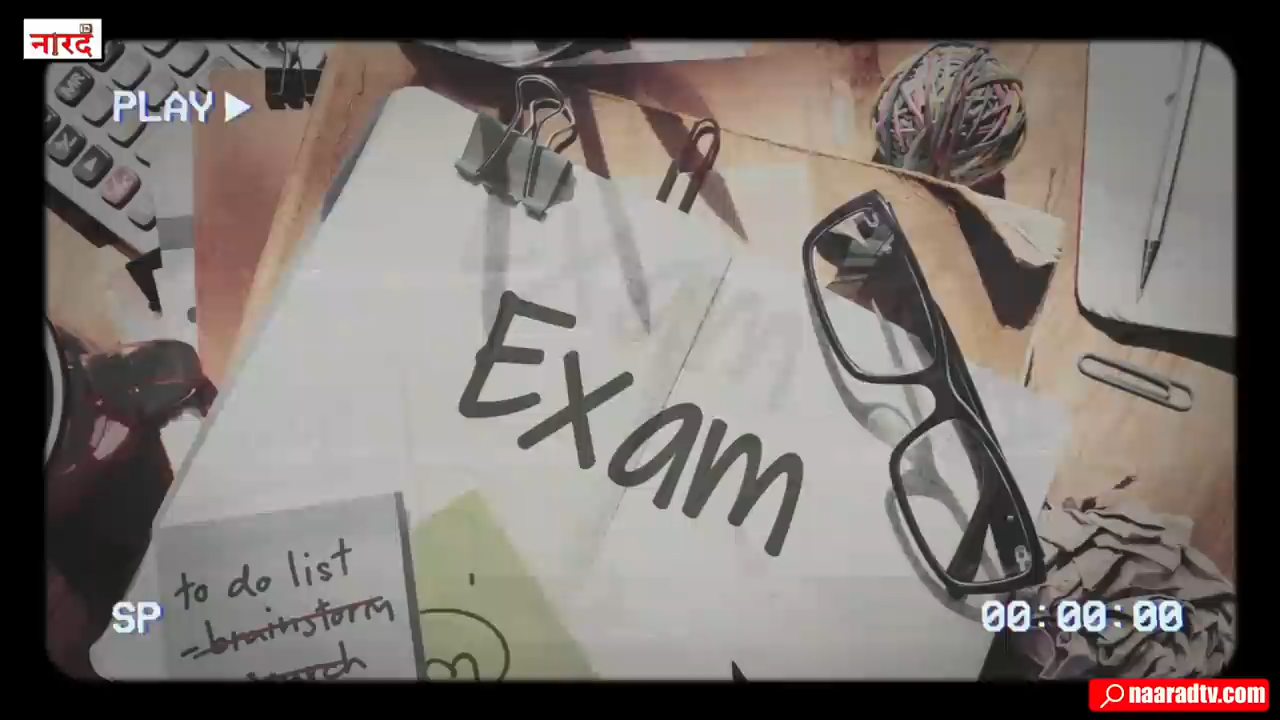 नारद
PLAY
Exam
to do list
- brainstorm
SP
00:00:00
naaradtv.com